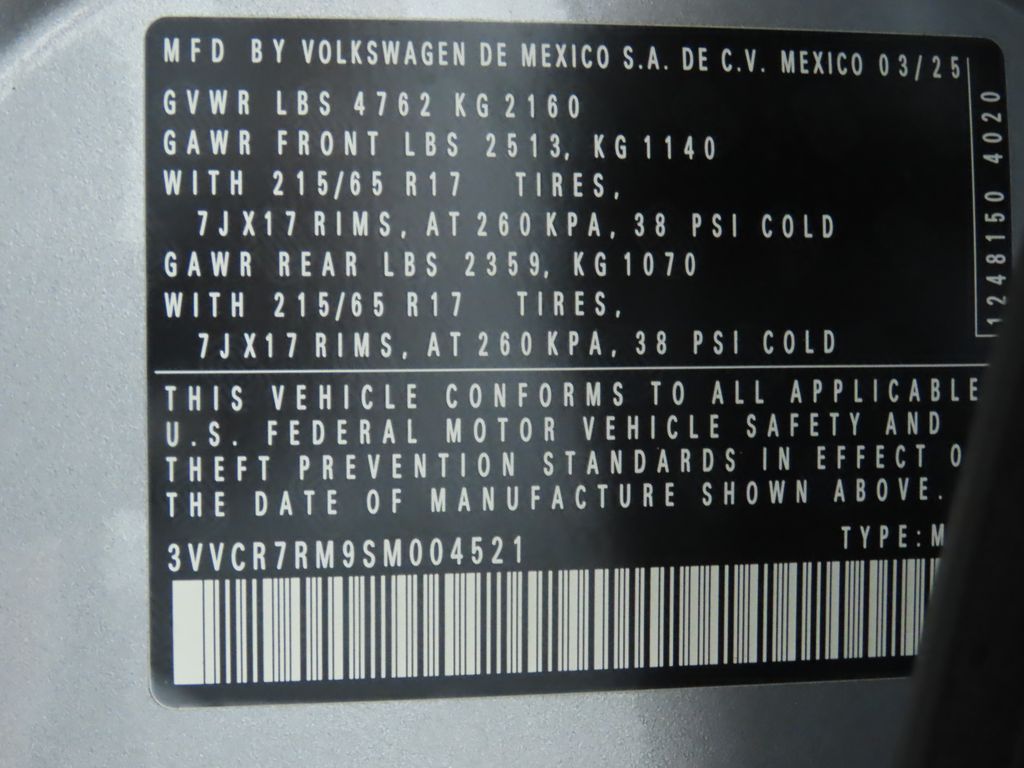 MFD BY VOLKSWAGEN DE MEXICO S.A. DE C.V. MEXICO 03/25
GVWR LBS 4762 KG 2160
GAWR FRONT LBS 2513, KG 1140
WITH 215/65 R17 TIRES,
7JX17 RIMS, AT 260 KPA, 38 PSI COLD
GAWR REAR LBS 2359, KG 1070
WITH 215/65 R17 TIRES,
7JX17 RIMS, AT 260 KPA, 38 PSI COLD
1248150 4020
THIS VEHICLE CONFORMS TO ALL APPLICABLE
U.S. FEDERAL MOTOR VEHICLE SAFETY AND
THEFT PREVENTION STANDARDS IN EFFECT O
THE DATE OF MANUFACTURE SHOWN ABOVE.
3VVCR7RM9SM004521
TYPE:M